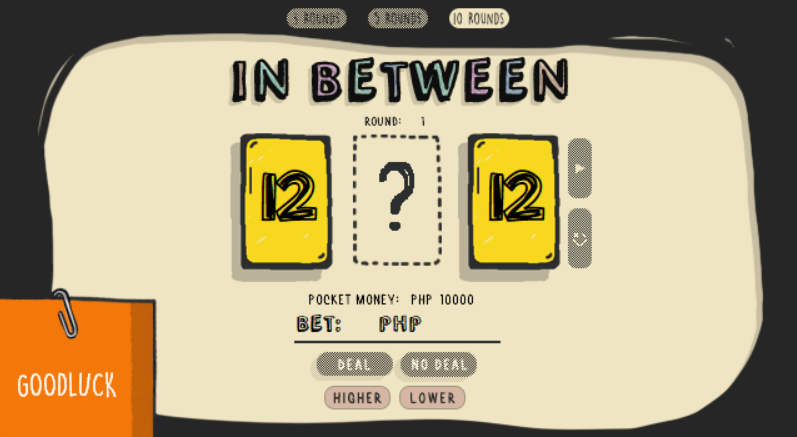 3 ROUNDS 5 ROUNDS 10 ROUNDS
IN BETWEEN
ROUND: 1
12 ? 12
POCKET MONEY: PHP 10000
BET: PHP
DEAL NO DEAL
GOODLUCK
HIGHER LOWER